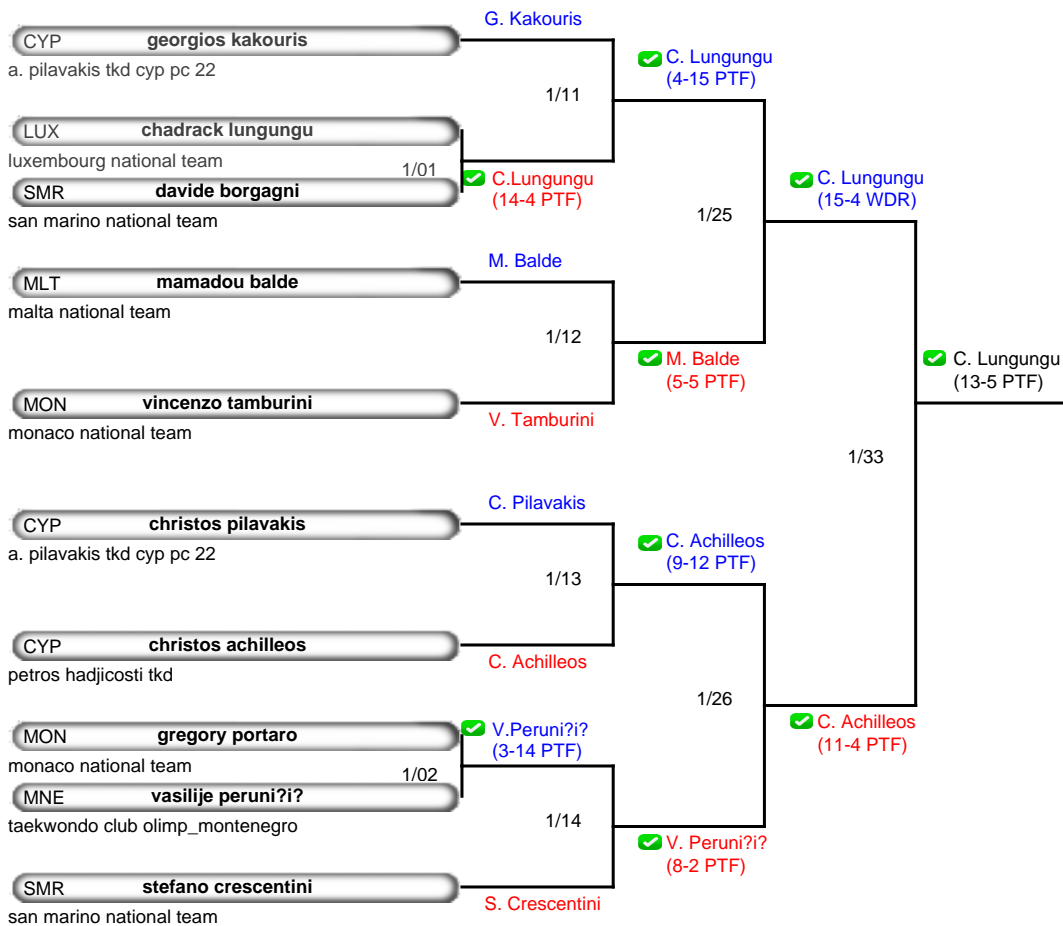 G. Kakouris
CYP georgios kakouris
a. pilavakis tkd cyp pc 22
C. Lungungu
(4-15 PTF)
1/11
LUX chadrack lungungu
luxembourg national team
1/01
C.Lungungu
(14-4 PTF)
SMR davide borgagni
san marino national team
C. Lungungu
(15-4 WDR)
1/25
M. Balde
MLT mamadou balde
malta national team
1/12
M. Balde
(5-5 PTF)
C. Lungungu
(13-5 PTF)
MON vincenzo tamburini
V. Tamburini
monaco national team
1/33
C. Pilavakis
CYP christos pilavakis
a. pilavakis tkd cyp pc 22
C. Achilleos
(9-12 PTF)
1/13
CYP christos achilleos
C. Achilleos
petros hadjicosti tkd
1/26
C. Achilleos
(11-4 PTF)
MON gregory portaro
monaco national team
V.Peruni?i?
(3-14 PTF)
1/02
MNE vasilije peruni?i?
taekwondo club olimp_montenegro
1/14
V. Peruni?i?
(8-2 PTF)
SMR stefano crescentini
S. Crescentini
san marino national team